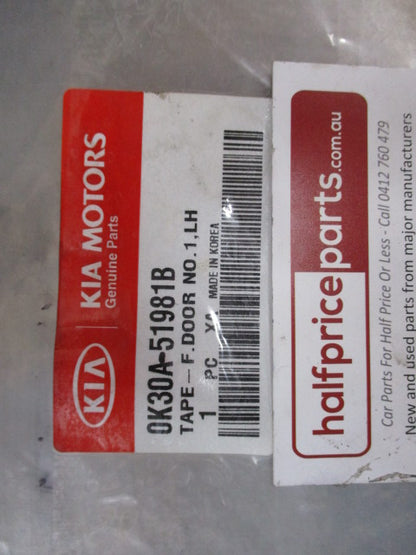 KIA
KIA MOTORS
Genuine Parts
0K30A-51981B
TAPE-F.DOOR NO.1,LH
1 PC YA MADE IN KOREA
halfpriceparts.com.au
Car Parts For Half Price Or Less - Call 0412 760 479
New and used parts from major manufacturers